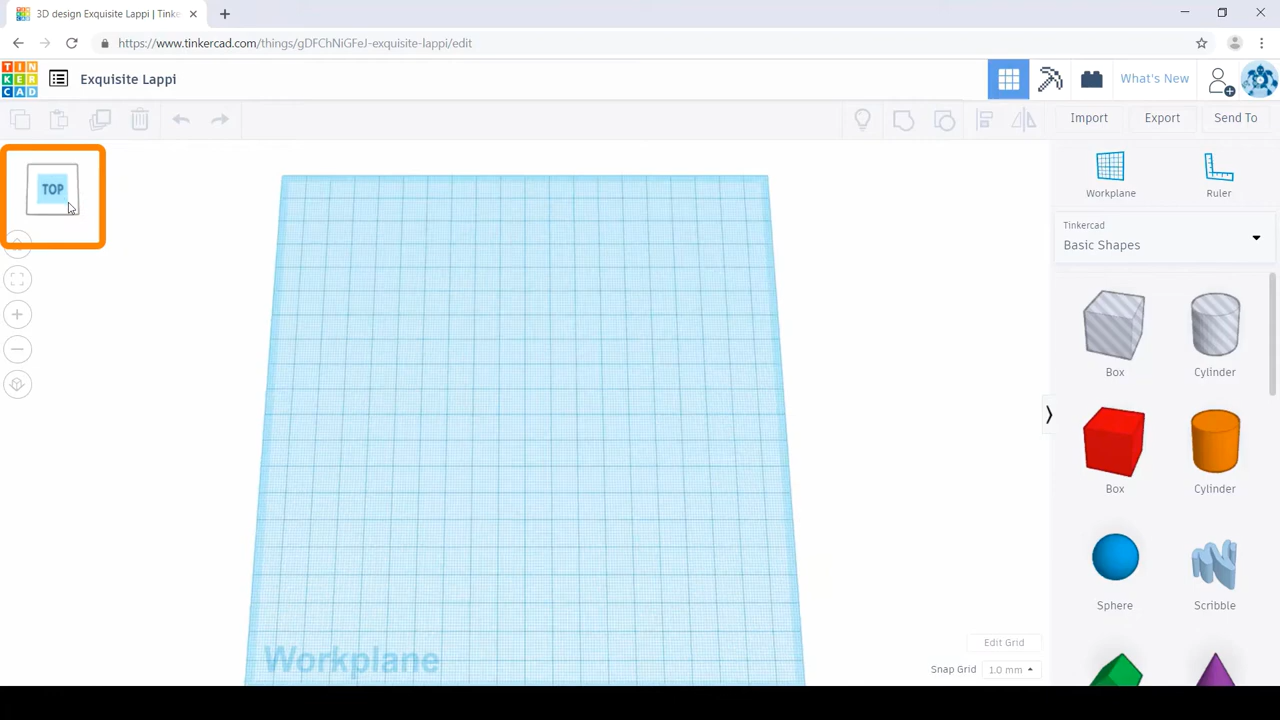 3D design Exquisite Lappi | Tinke
https://www.tinkercad.com/things/gDFChNiGFeJ-exquisite-lappi/edit
TIN
KER
CAD
Exquisite Lappi
What's New
Import
Export
Send To
TOP
Workplane
Ruler
Tinkercad
Basic Shapes
Box
Cylinder
Box
Cylinder
Sphere
Scribble
Workplane
Edit Grid
Snap Grid
1.0 mm